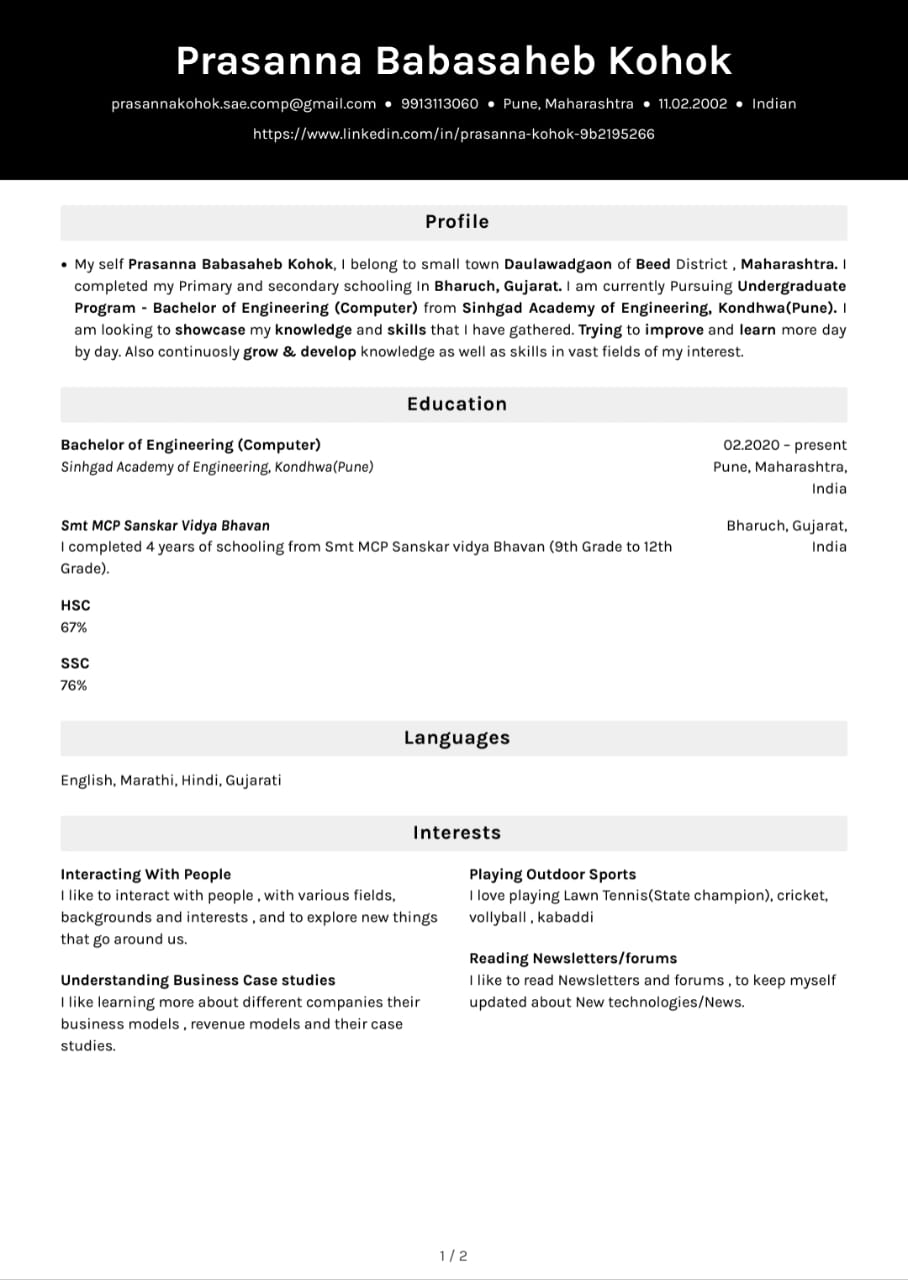 Prasanna Babasaheb Kohok
prasannakohok.sae.comp@gmail.com ● 9913113060 ● Pune, Maharashtra ● 11.02.2002 ● Indian
https://www.linkedin.com/in/prasanna-kohok-9b2195266
Profile
• My self Prasanna Babasaheb Kohok, I belong to small town Daulawadgaon of Beed District , Maharashtra. I
completed my Primary and secondary schooling In Bharuch, Gujarat. I am currently Pursuing Undergraduate
Program - Bachelor of Engineering (Computer) from Sinhgad Academy of Engineering, Kondhwa(Pune). I
am looking to showcase my knowledge and skills that I have gathered. Trying to improve and learn more day
by day. Also continuosly grow & develop knowledge as well as skills in vast fields of my interest.
Education
Bachelor of Engineering (Computer) 02.2020 – present
Sinhgad Academy of Engineering, Kondhwa(Pune) Pune, Maharashtra,
India
Smt MCP Sanskar Vidya Bhavan Bharuch, Gujarat,
I completed 4 years of schooling from Smt MCP Sanskar vidya Bhavan (9th Grade to 12th India
Grade).
HSC
67%
SSC
76%
Languages
English, Marathi, Hindi, Gujarati
Interests
Interacting With People
I like to interact with people , with various fields,
backgrounds and interests , and to explore new things
that go around us.
Understanding Business Case studies
I like learning more about different companies their
business models , revenue models and their case
studies.
Playing Outdoor Sports
I love playing Lawn Tennis(State champion), cricket,
vollyball , kabaddi
Reading Newsletters/forums
I like to read Newsletters and forums , to keep myself
updated about New technologies/News.
1 / 2